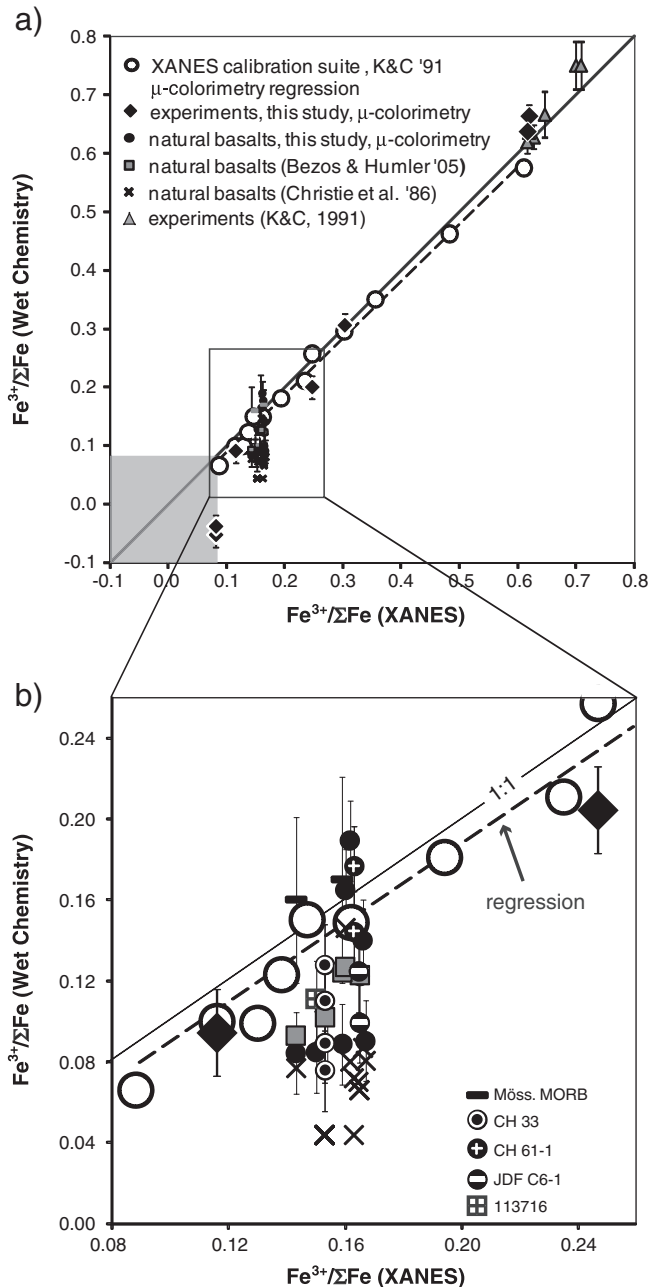 a)
0.8
0.7
0.6
0.5
0.4
0.3
0.2
0.1
0.0
-0.1
Fe³⁺/ΣFe (Wet Chemistry)
XANES calibration suite , K&C '91
μ-colorimetry regression
experiments, this study, μ-colorimetry
natural basalts, this study, μ-colorimetry
natural basalts (Bezos & Humler '05)
natural basalts (Christie et al. '86)
experiments (K&C, 1991)
-0.1 0.0 0.1 0.2 0.3 0.4 0.5 0.6 0.7 0.8
Fe³⁺/ΣFe (XANES)
b)
0.24
0.20
0.16
0.12
0.08
0.04
0.00
Fe³⁺/ΣFe (Wet Chemistry)
1:1
regression
Möss. MORB
CH 33
CH 61-1
JDF C6-1
113716
0.08 0.12 0.16 0.20 0.24
Fe³⁺/ΣFe (XANES)